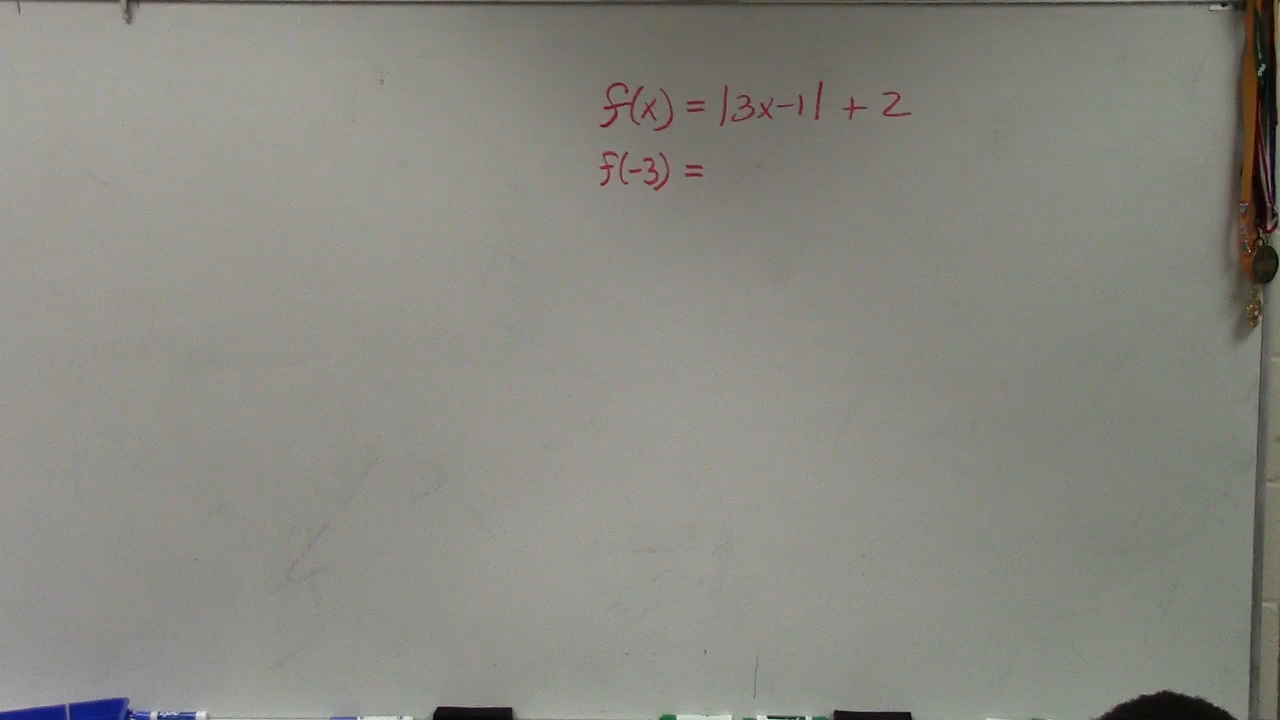 f(x) = |3x-1| + 2
f(-3) =